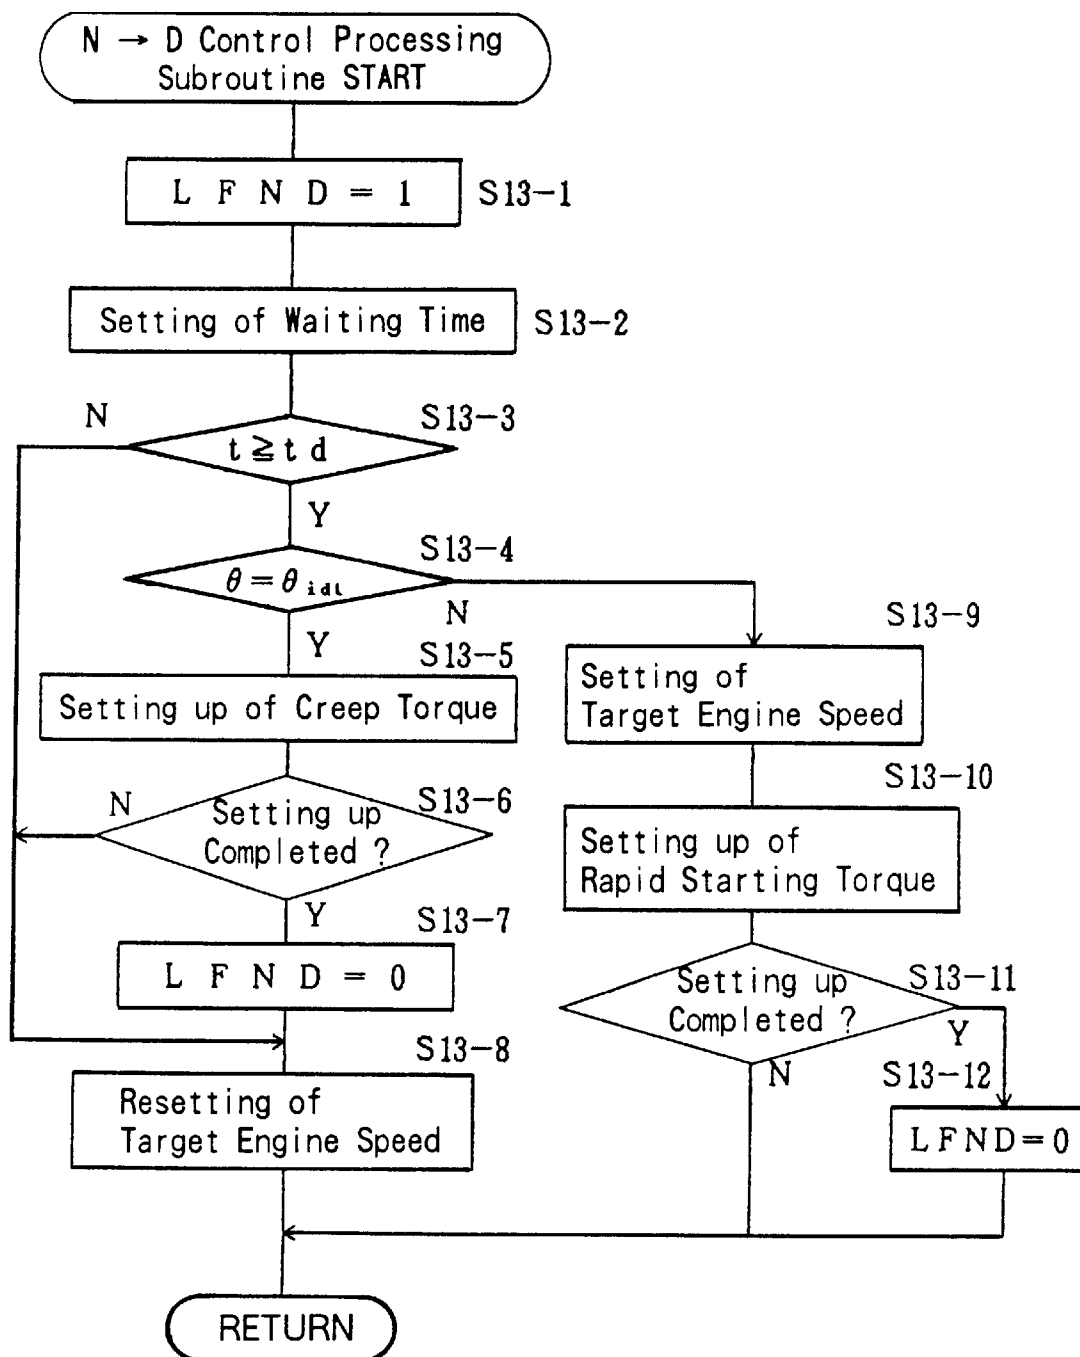 N → D Control Processing
Subroutine START
L F N D = 1
S13-1
Setting of Waiting Time
S13-2
N
S13-3
t ≧ t d
Y
S13-4
θ = θ idl
N
Y
S13-5
Setting up of Creep Torque
N
S13-6
Setting up
Completed ?
Y
S13-7
L F N D = 0
S13-8
Resetting of
Target Engine Speed
S13-9
Setting of
Target Engine Speed
S13-10
Setting up of
Rapid Starting Torque
S13-11
Setting up
Completed ?
Y
N
S13-12
L F N D = 0
RETURN